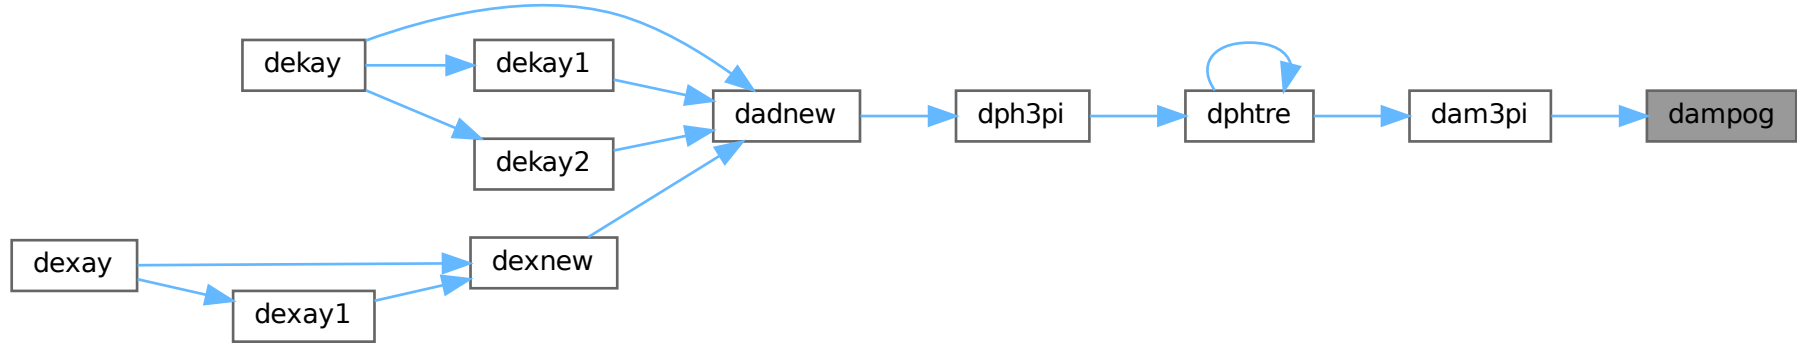 dekay
dekay1
dadnew
dph3pi
dphtre
dam3pi
dampog
dekay2
dexay
dexnew
dexay1